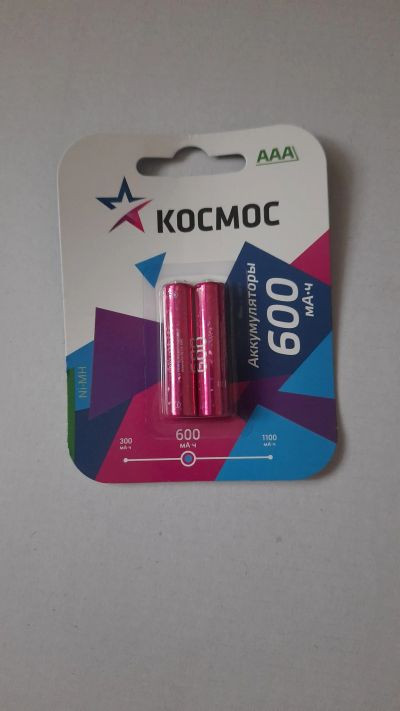 AAA
КОСМОС
Аккумуляторы
600
мА·ч
Ni-MH
600
300
мА·ч
600
мА·ч
1100
мА·ч